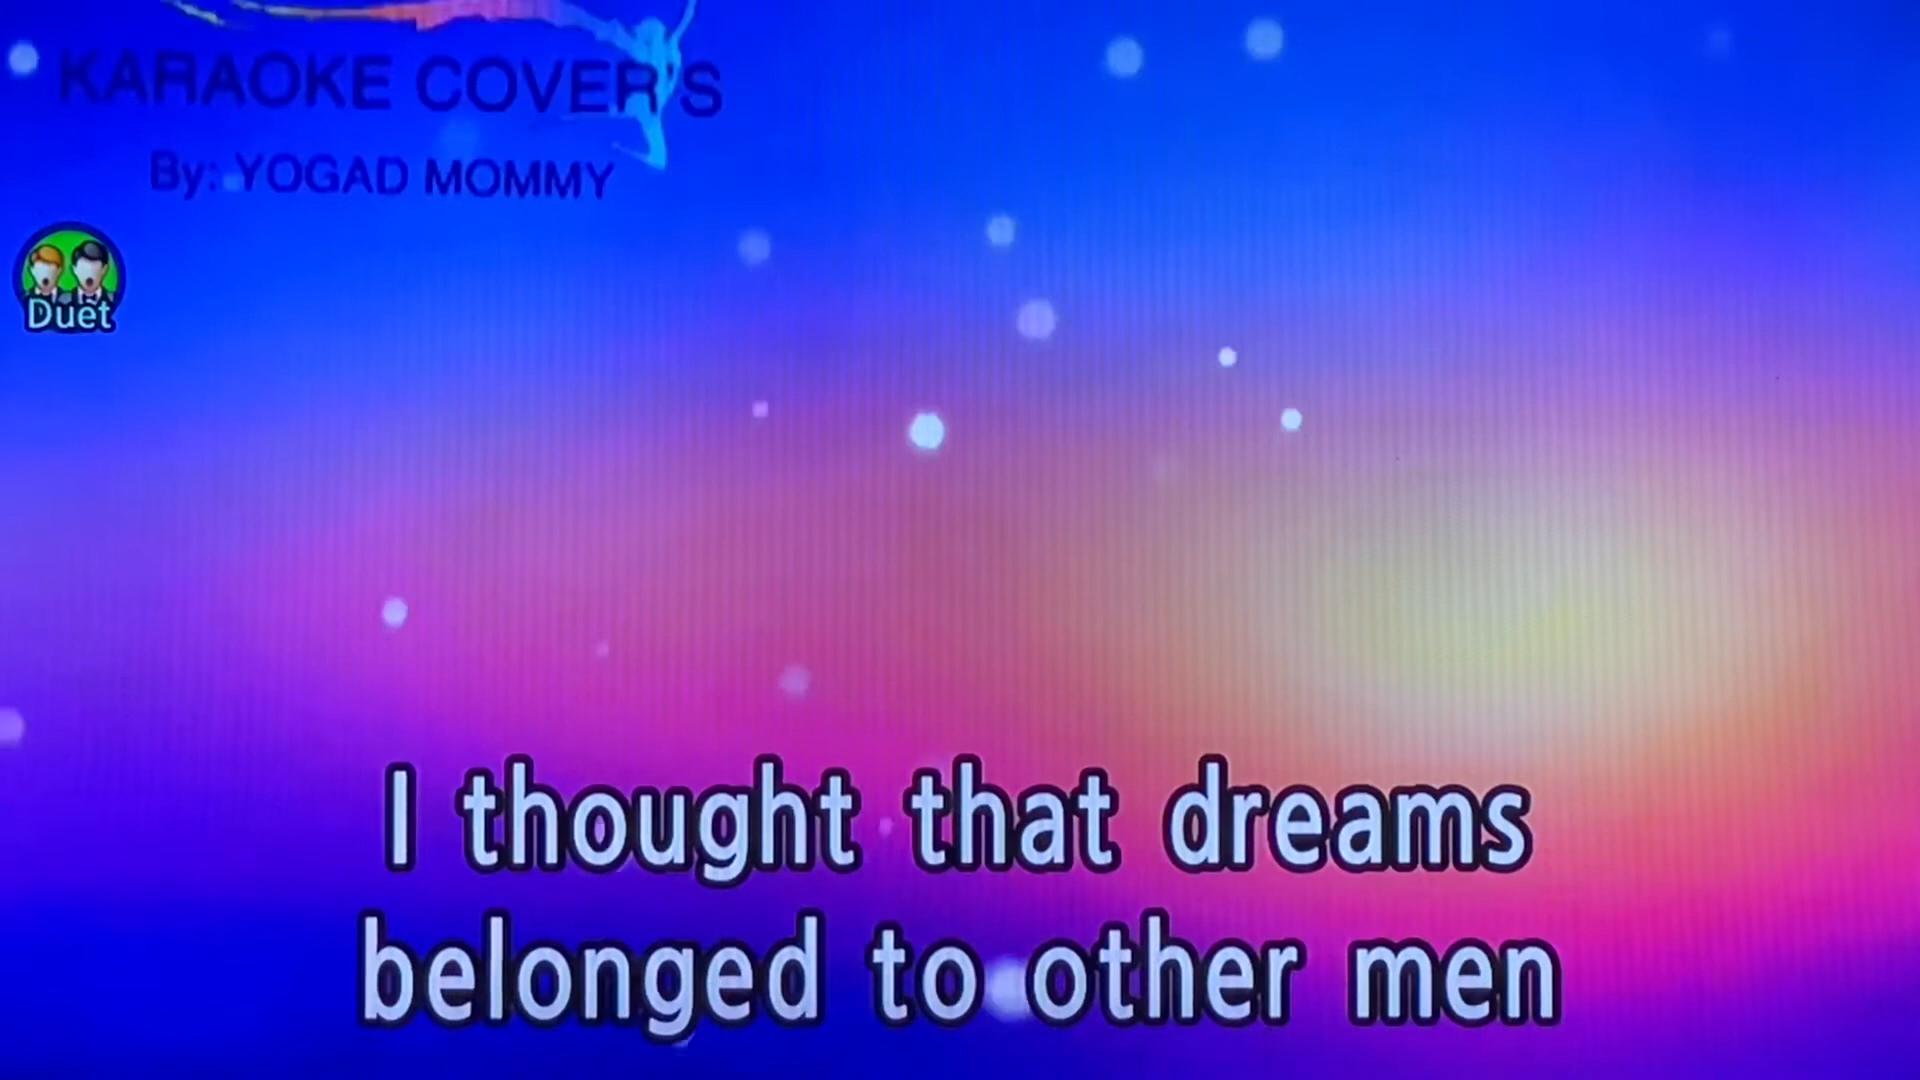 KARAOKE COVER'S
By: YOGAD MOMMY
Duet
I thought that dreams
belonged to other men